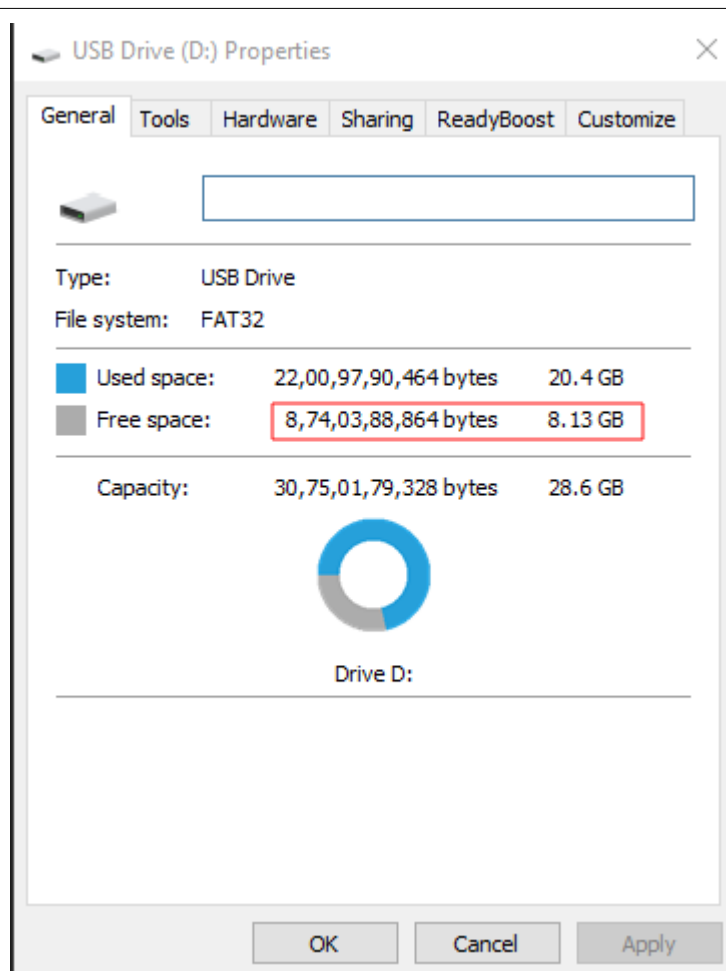 USB Drive (D:) Properties
General Tools Hardware Sharing ReadyBoost Customize
Type: USB Drive
File system: FAT32
Used space: 22,00,97,90,464 bytes 20.4 GB
Free space: 8,74,03,88,864 bytes 8.13 GB
Capacity: 30,75,01,79,328 bytes 28.6 GB
Drive D:
OK Cancel Apply